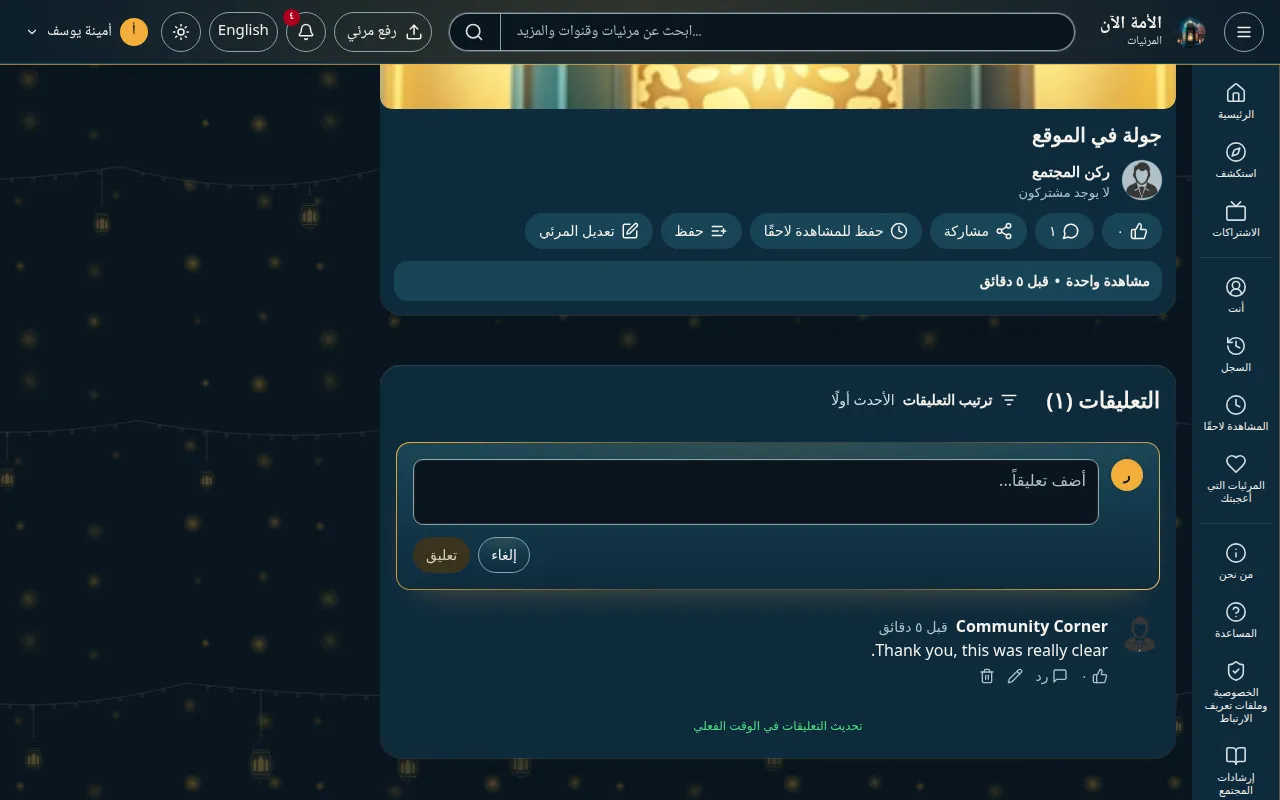 الأمة الآن
المرئيات
ابحث عن مرئيات وقنوات والمزيد...
رفع مرئي
٤
English
أ
أمينة يوسف
الرئيسية
استكشف
الاشتراكات
أنت
السجل
المشاهدة لاحقًا
المرئيات التي
أعجبتك
من نحن
المساعدة
الخصوصية
وملفات تعريف
الارتباط
إرشادات
المجتمع
جولة في الموقع
ركن المجتمع
لا يوجد مشتركون
٠
١
مشاركة
حفظ للمشاهدة لاحقًا
حفظ
تعديل المرئي
مشاهدة واحدة • قبل ٥ دقائق
التعليقات (١)
ترتيب التعليقات الأحدث أولًا
ر
أضف تعليقاً...
إلغاء
تعليق
Community Corner قبل ٥ دقائق
Thank you, this was really clear.
٠
رد
تحديث التعليقات في الوقت الفعلي